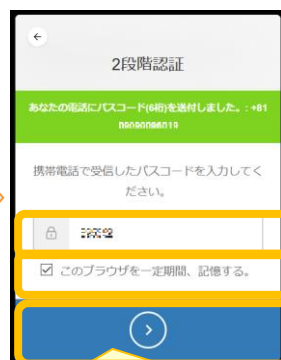 2段階認証
あなたの電話にパスコード(6桁)を送付しました。: +81
携帯電話で受信したパスコードを入力してく
ださい。
このブラウザを一定期間、記憶する。